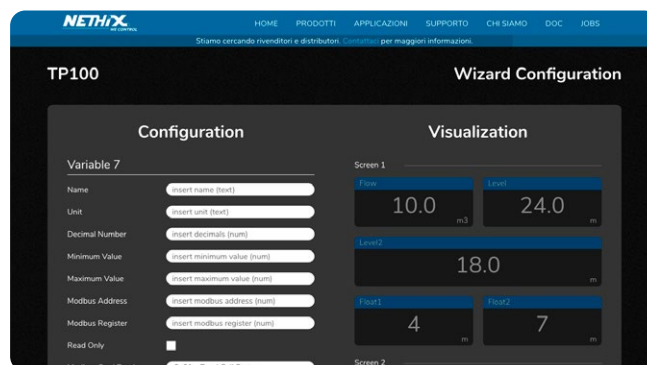 NETHIX
HOME PRODOTTI APPLICAZIONI SUPPORTO CHI SIAMO DOC JOBS
Stiamo cercando rivenditori e distributori. Contattaci per maggiori informazioni.
TP100
Wizard Configuration
Configuration
Variable 7
Name insert name (text)
Unit insert unit (text)
Decimal Number insert decimals (num)
Minimum Value insert minimum value (num)
Maximum Value insert maximum value (num)
Modbus Address insert modbus address (num)
Modbus Register insert modbus register (num)
Read Only
Visualization
Screen 1
Flow
10.0
m3
Level
24.0
m
Level2
18.0
m
Float1
4
m
Float2
7
m
Screen 2